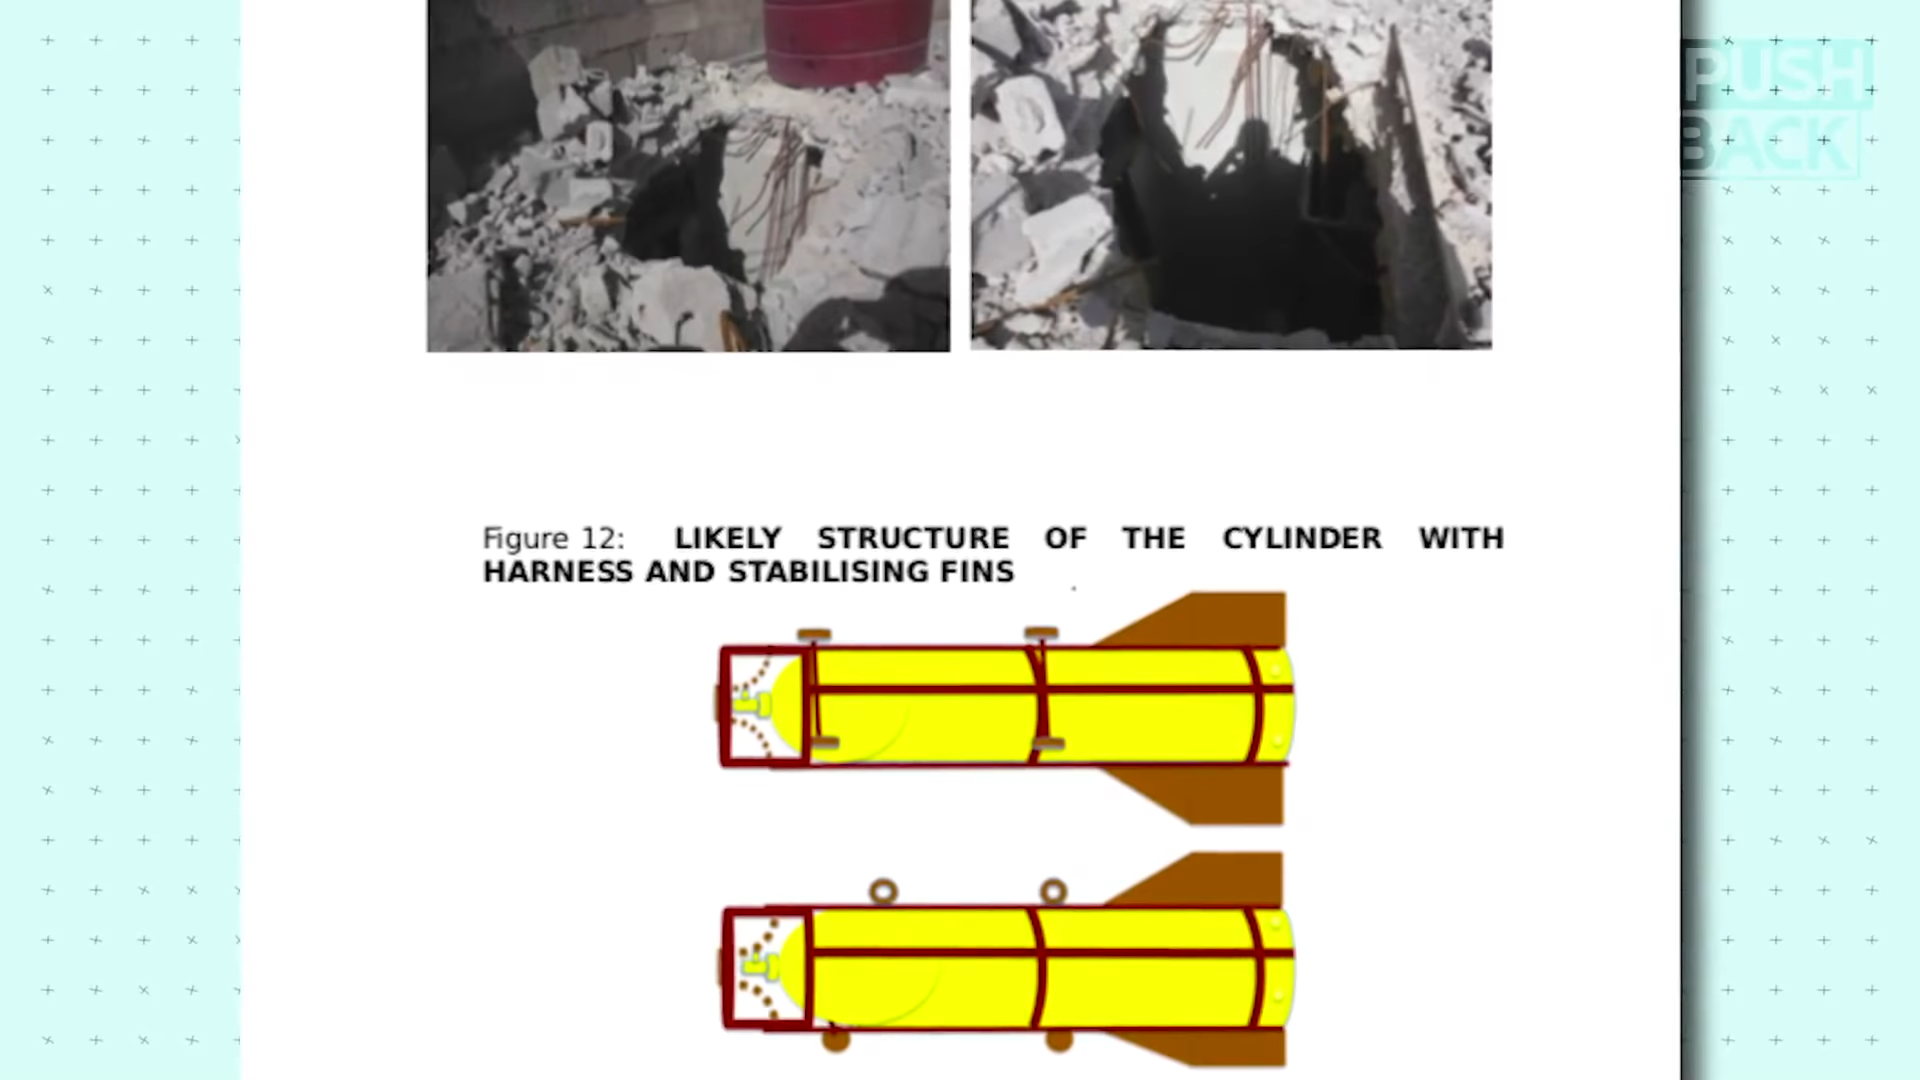 PUSH
BACK
Figure 12: LIKELY STRUCTURE OF THE CYLINDER WITH
HARNESS AND STABILISING FINS